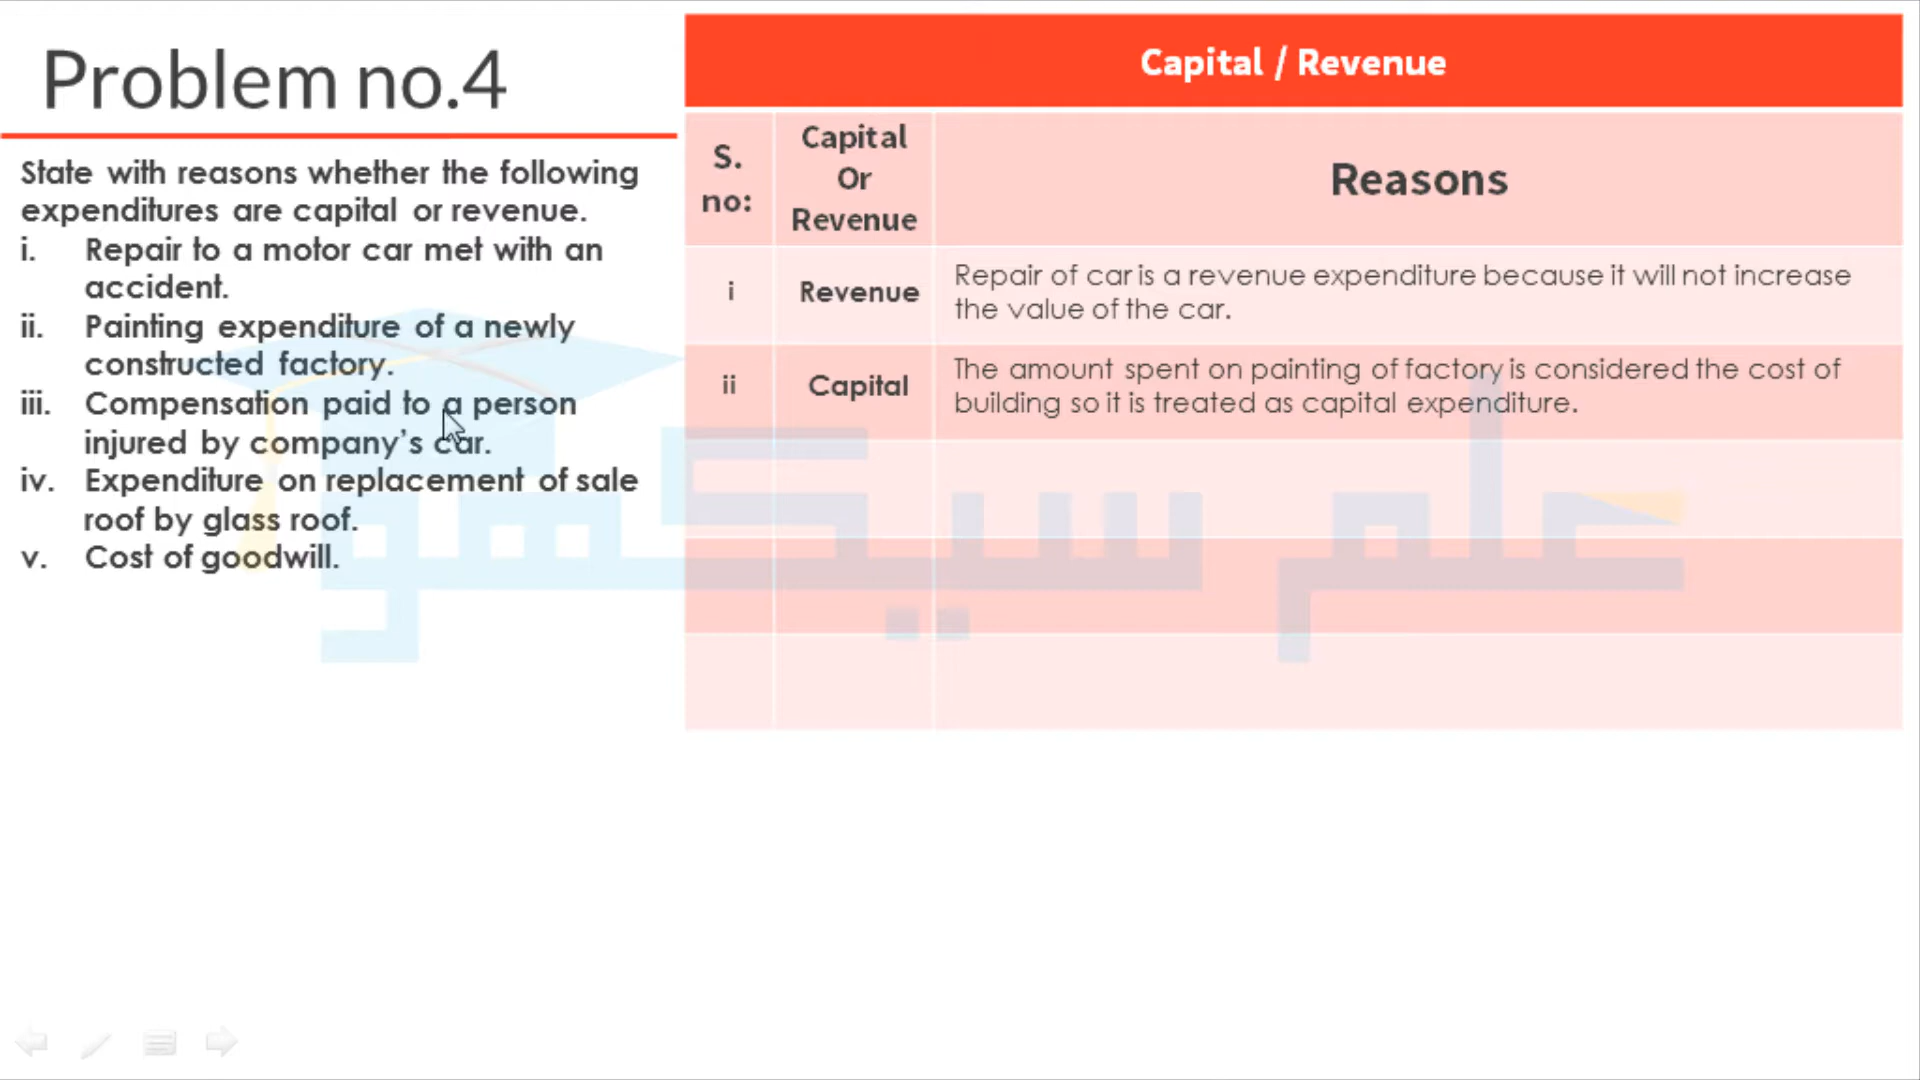 Problem no.4
State with reasons whether the following
expenditures are capital or revenue.
i. Repair to a motor car met with an
accident.
ii. Painting expenditure of a newly
constructed factory.
iii. Compensation paid to a person
injured by company's car.
iv. Expenditure on replacement of sale
roof by glass roof.
v. Cost of goodwill.
Capital / Revenue
S.
no:
Capital
Or
Revenue
Reasons
i
Revenue
Repair of car is a revenue expenditure because it will not increase
the value of the car.
ii
Capital
The amount spent on painting of factory is considered the cost of
building so it is treated as capital expenditure.
علم سیکھو